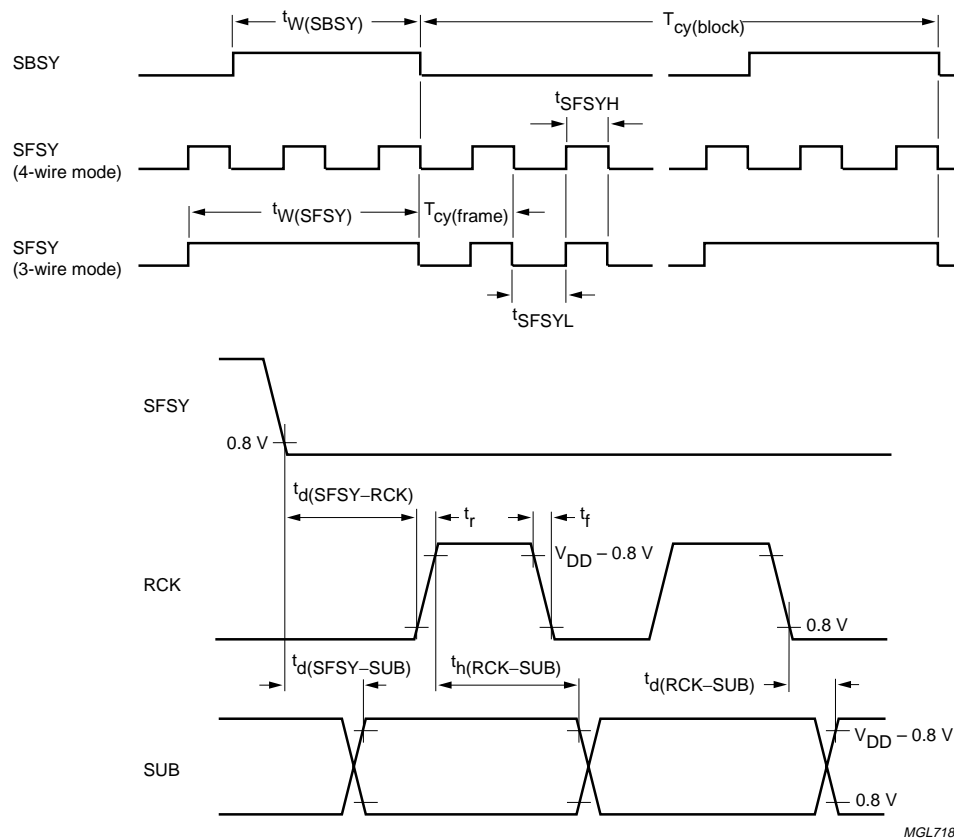 tW(SBSY)
Tcy(block)
SBSY
tSFSYH
SFSY
(4-wire mode)
tW(SFSY)
Tcy(frame)
SFSY
(3-wire mode)
tSFSYL
SFSY
0.8 V
td(SFSY–RCK)
tr
tf
VDD – 0.8 V
RCK
0.8 V
td(SFSY–SUB)
th(RCK–SUB)
td(RCK–SUB)
VDD – 0.8 V
SUB
0.8 V
MGL718